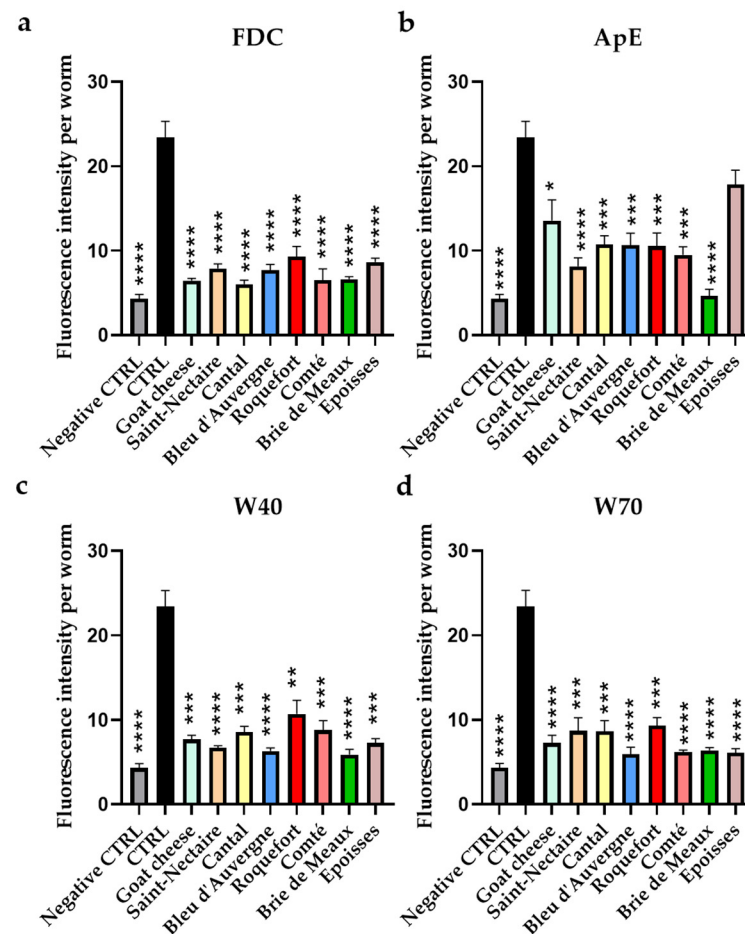 a
FDC
Fluorescence intensity per worm
30
20
10
0
****
****
****
****
****
****
****
****
****
Negative CTRL
CTRL
Goat cheese
Saint-Nectaire
Cantal
Bleu d'Auvergne
Roquefort
Comté
Brie de Meaux
Epoisses
b
ApE
Fluorescence intensity per worm
30
20
10
0
****
*
****
***
***
***
***
****
Negative CTRL
CTRL
Goat cheese
Saint-Nectaire
Cantal
Bleu d'Auvergne
Roquefort
Comté
Brie de Meaux
Epoisses
c
W40
Fluorescence intensity per worm
30
20
10
0
****
***
****
***
****
**
***
****
***
Negative CTRL
CTRL
Goat cheese
Saint-Nectaire
Cantal
Bleu d'Auvergne
Roquefort
Comté
Brie de Meaux
Epoisses
d
W70
Fluorescence intensity per worm
30
20
10
0
****
****
***
***
****
***
****
****
****
Negative CTRL
CTRL
Goat cheese
Saint-Nectaire
Cantal
Bleu d'Auvergne
Roquefort
Comté
Brie de Meaux
Epoisses